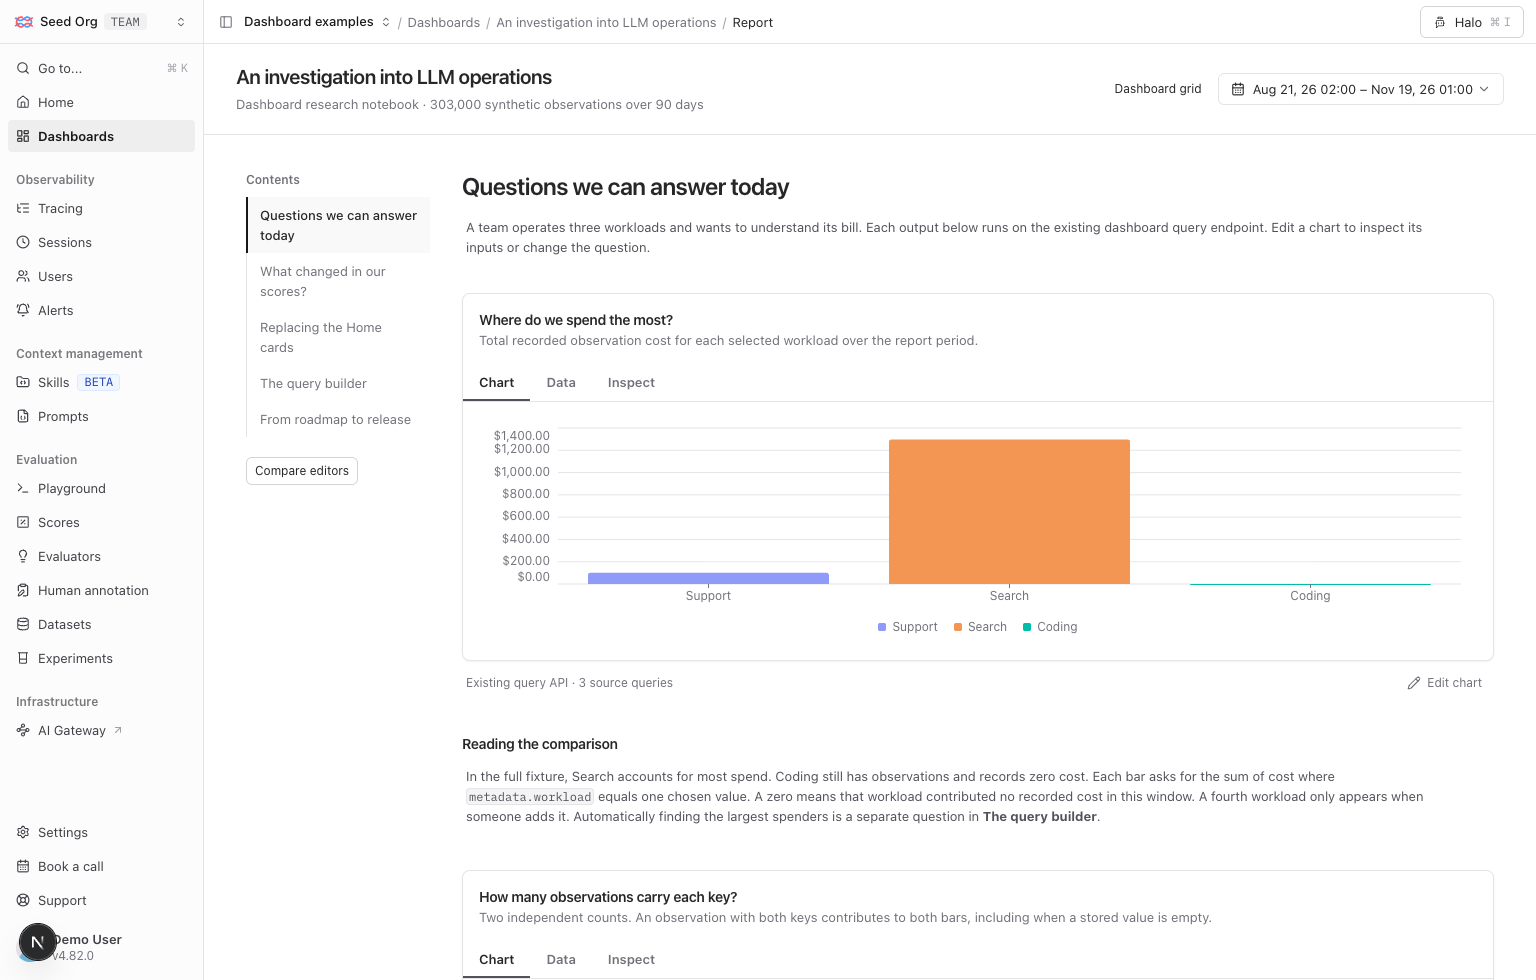 Seed Org TEAM
Go to... ⌘ K
Home
Dashboards
Observability
Tracing
Sessions
Users
Alerts
Context management
Skills BETA
Prompts
Evaluation
Playground
Scores
Evaluators
Human annotation
Datasets
Experiments
Infrastructure
AI Gateway
Settings
Book a call
Support
N
Demo User
v4.82.0
Dashboard examples / Dashboards / An investigation into LLM operations / Report
Halo ⌘ I
An investigation into LLM operations
Dashboard research notebook · 303,000 synthetic observations over 90 days
Dashboard grid
Aug 21, 26 02:00 – Nov 19, 26 01:00
Contents
Questions we can answer
today
What changed in our
scores?
Replacing the Home
cards
The query builder
From roadmap to release
Compare editors
Questions we can answer today
A team operates three workloads and wants to understand its bill. Each output below runs on the existing dashboard query endpoint. Edit a chart to inspect its
inputs or change the question.
Where do we spend the most?
Total recorded observation cost for each selected workload over the report period.
Chart Data Inspect
$1,400.00
$1,200.00
$1,000.00
$800.00
$600.00
$400.00
$200.00
$0.00
Support Search Coding
Support Search Coding
Existing query API · 3 source queries
Edit chart
Reading the comparison
In the full fixture, Search accounts for most spend. Coding still has observations and records zero cost. Each bar asks for the sum of cost where
metadata.workload equals one chosen value. A zero means that workload contributed no recorded cost in this window. A fourth workload only appears when
someone adds it. Automatically finding the largest spenders is a separate question in The query builder.
How many observations carry each key?
Two independent counts. An observation with both keys contributes to both bars, including when a stored value is empty.
Chart Data Inspect